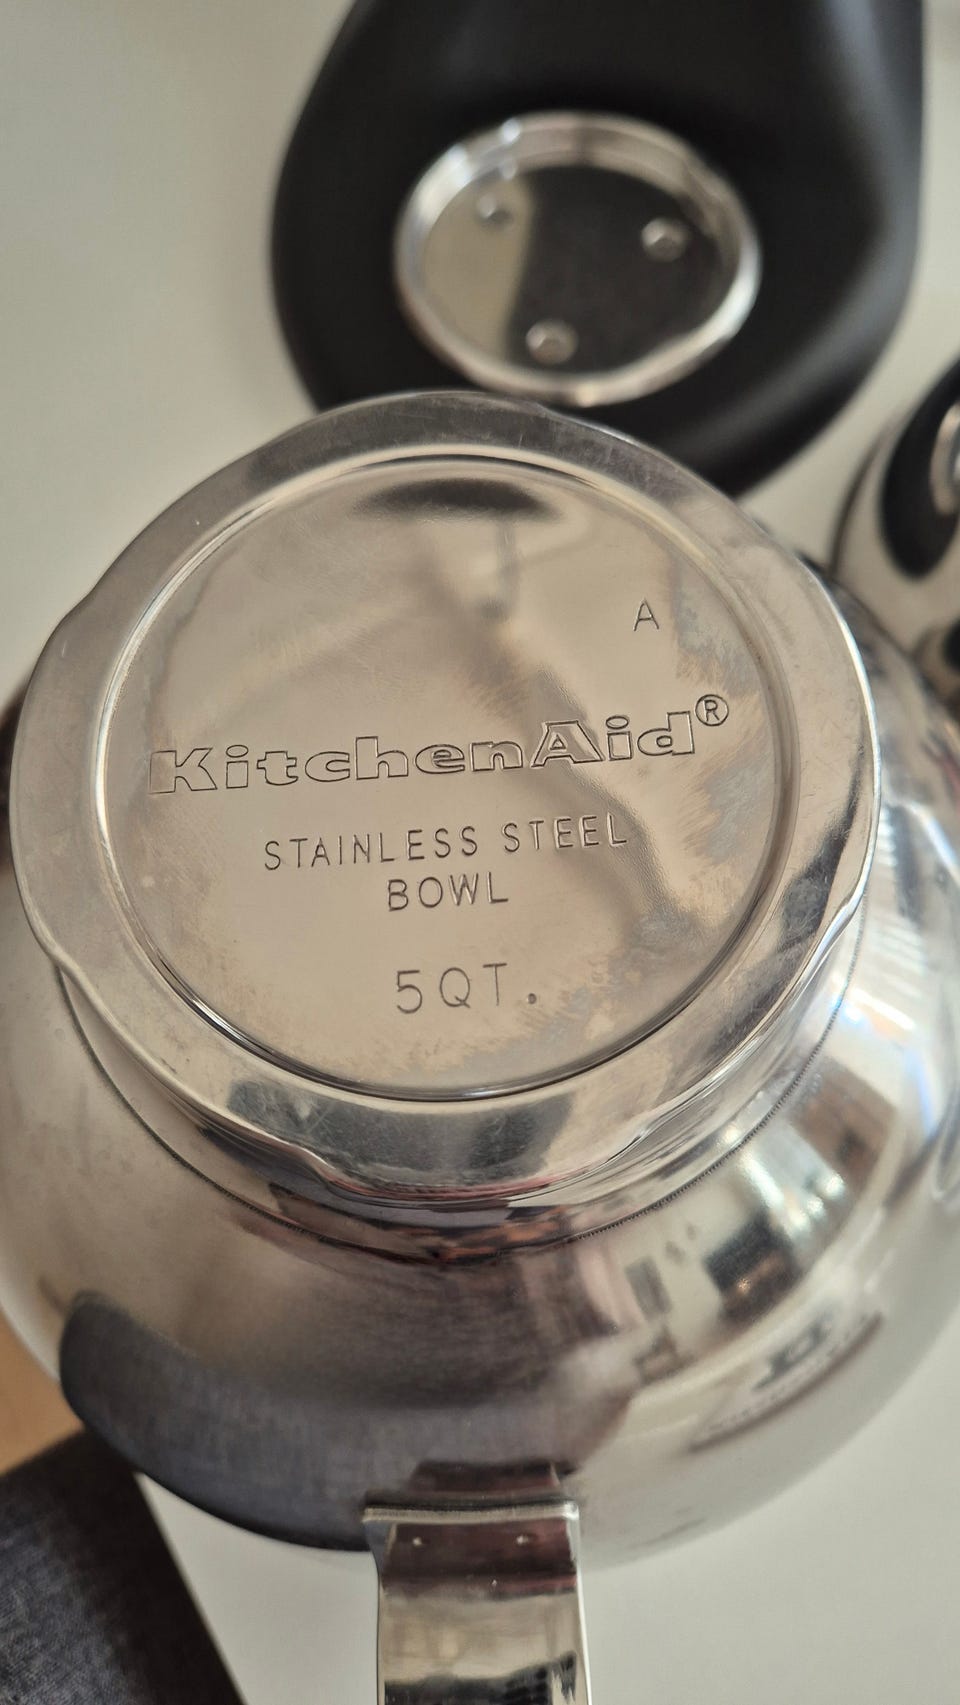 A
KitchenAid®
STAINLESS STEEL
BOWL
5QT.